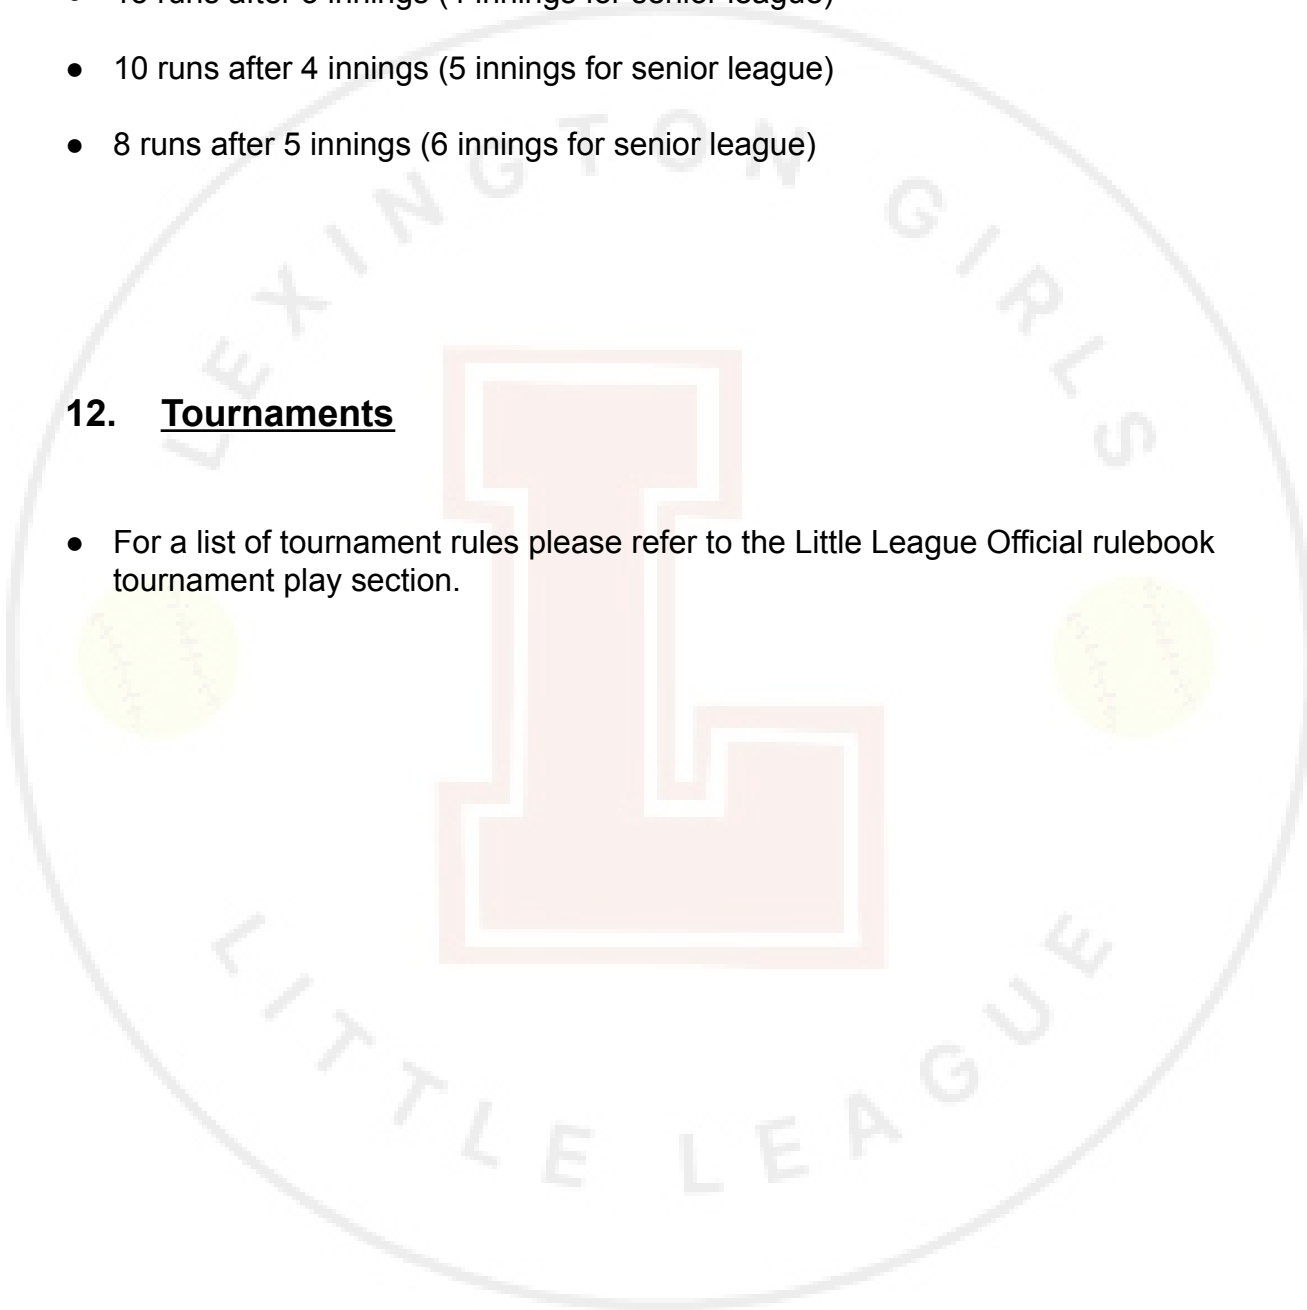 ● 10 runs after 4 innings (5 innings for senior league)
● 8 runs after 5 innings (6 innings for senior league)
12. Tournaments
● For a list of tournament rules please refer to the Little League Official rulebook
tournament play section.
LEXINGTON GIRLS
L
LITTLE LEAGUE